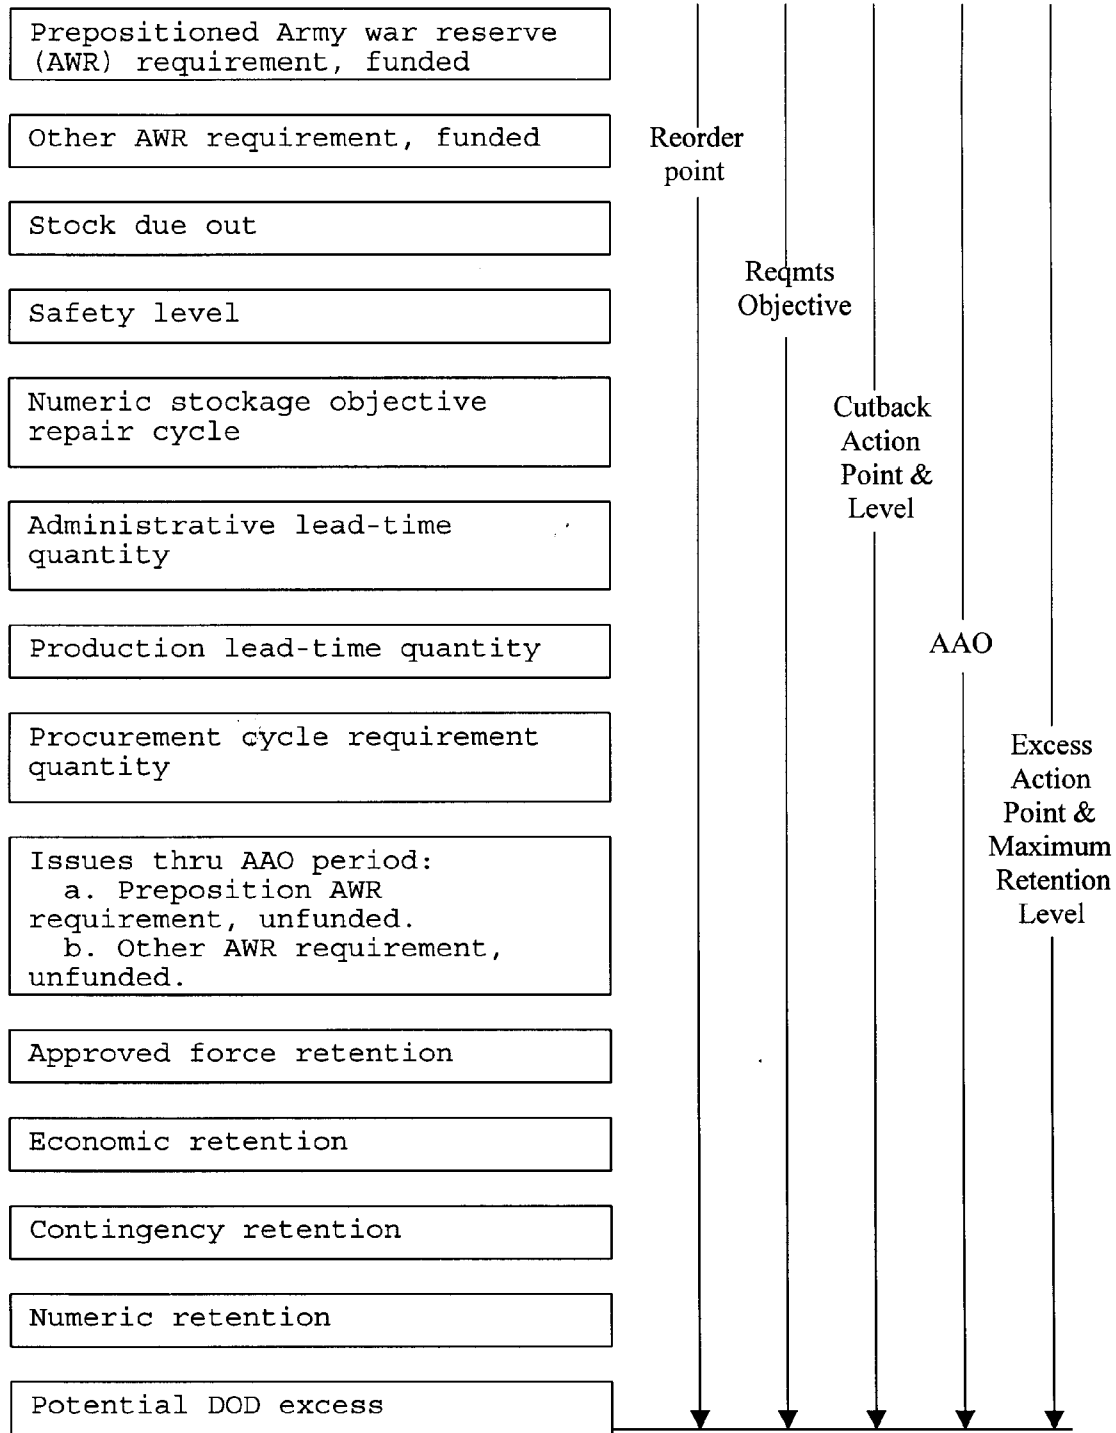 Prepositioned Army war reserve
(AWR) requirement, funded
Other AWR requirement, funded
Stock due out
Safety level
Numeric stockage objective
repair cycle
Administrative lead-time
quantity
Production lead-time quantity
Procurement cycle requirement
quantity
Issues thru AAO period:
a. Preposition AWR
requirement, unfunded.
b. Other AWR requirement,
unfunded.
Approved force retention
Economic retention
Contingency retention
Numeric retention
Potential DOD excess
Reorder
point
Reqmts
Objective
Cutback
Action
Point &
Level
AAO
Excess
Action
Point &
Maximum
Retention
Level